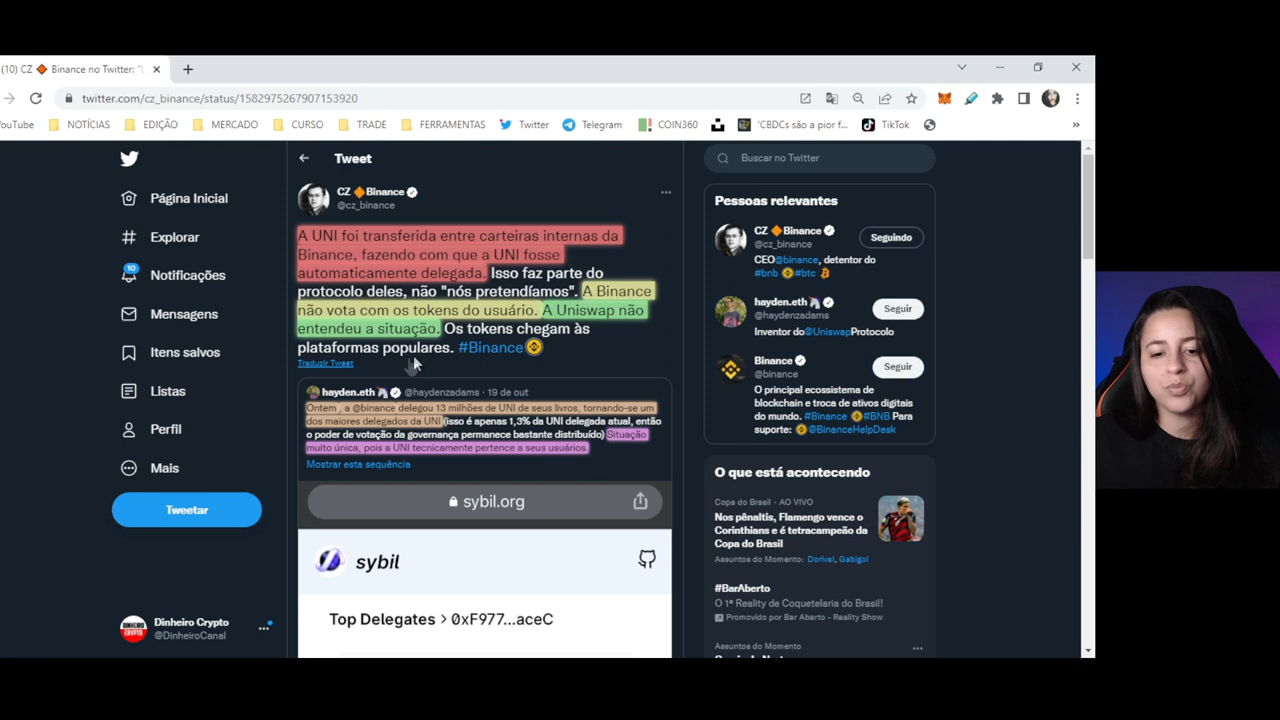 (10) CZ 🔶 Binance no Twitter: "U
twitter.com/cz_binance/status/1582975267907153920
YouTube
NOTÍCIAS
EDIÇÃO
MERCADO
CURSO
TRADE
FERRAMENTAS
Twitter
Telegram
COIN360
'CBDCs são a pior f...
TikTok
»
Página Inicial
Explorar
10
Notificações
Mensagens
Itens salvos
Listas
Perfil
Mais
Tweetar
Dinheiro Crypto
@DinheiroCanal
Tweet
CZ 🔶Binance
@cz_binance
A UNI foi transferida entre carteiras internas da
Binance, fazendo com que a UNI fosse
automaticamente delegada. Isso faz parte do
protocolo deles, não "nós pretendíamos". A Binance
não vota com os tokens do usuário. A Uniswap não
entendeu a situação. Os tokens chegam às
plataformas populares. #Binance
Traduzir Tweet
hayden.eth🦄 @haydenzadams · 19 de out
Ontem , a @binance delegou 13 milhões de UNI de seus livros, tornando-se um
dos maiores delegados da UNI (isso é apenas 1,3% da UNI delegada atual, então
o poder de votação da governança permanece bastante distribuído) Situação
muito única, pois a UNI tecnicamente pertence a seus usuários.
Mostrar esta sequência
sybil.org
sybil
Top Delegates > 0xF977...aceC
Buscar no Twitter
Pessoas relevantes
CZ 🔶Binance
@cz_binance
Seguindo
CEO@binance, detentor do
#bnb #btc
hayden.eth🦄
@haydenzadams
Seguir
Inventor do@UniswapProtocolo
Binance
@binance
Seguir
O principal ecossistema de
blockchain e troca de ativos digitais
do mundo. #Binance #BNB Para
suporte: @BinanceHelpDesk
O que está acontecendo
Copa do Brasil · AO VIVO
Nos pênaltis, Flamengo vence o
Corinthians e é tetracampeão da
Copa do Brasil
Assuntos do Momento: Dorival, Gabigol
#BarAberto
O 1º Reality de Coquetelaria do Brasil!
Promovido por Bar Aberto - Reality Show
Assuntos do Momento